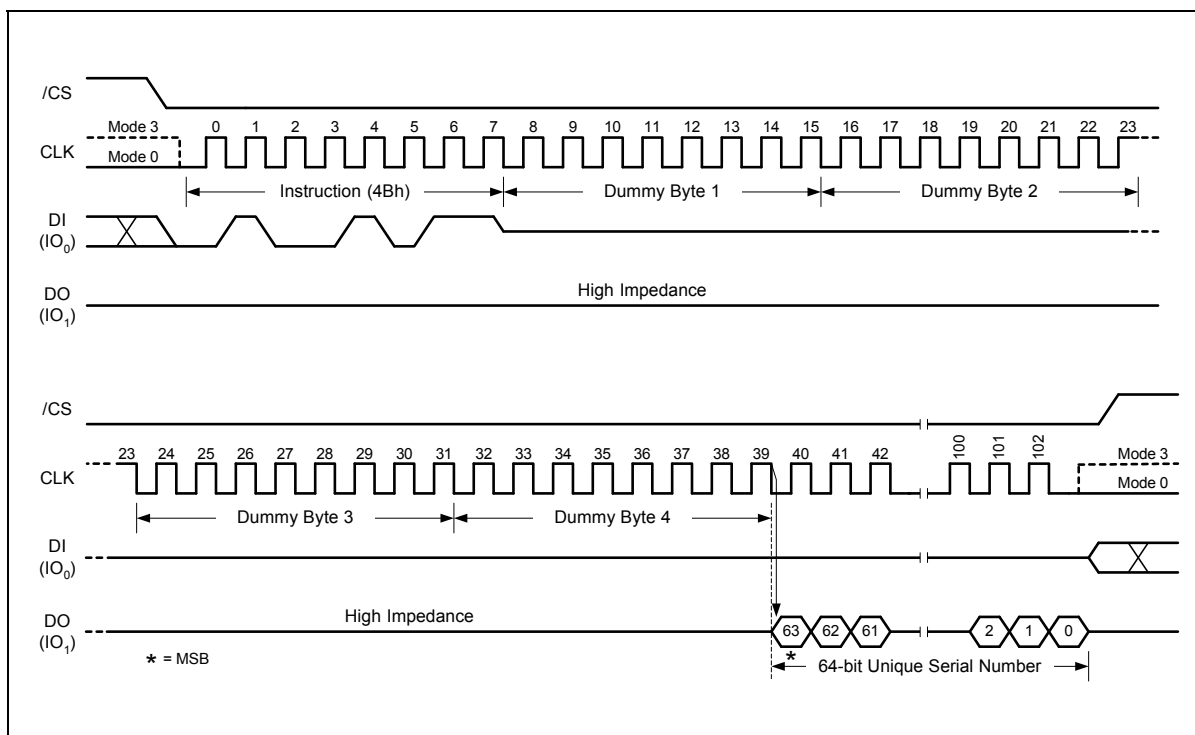 /CS
Mode 3
0 1 2 3 4 5 6 7 8 9 10 11 12 13 14 15 16 17 18 19 20 21 22 23
CLK
Mode 0
Instruction (4Bh) Dummy Byte 1 Dummy Byte 2
DI
(IO0)
High Impedance
DO
(IO1)
/CS
23 24 25 26 27 28 29 30 31 32 33 34 35 36 37 38 39 40 41 42 100 101 102
Mode 3
CLK
Mode 0
Dummy Byte 3 Dummy Byte 4
DI
(IO0)
High Impedance
DO
(IO1)
63 62 61 2 1 0
* = MSB
*
64-bit Unique Serial Number